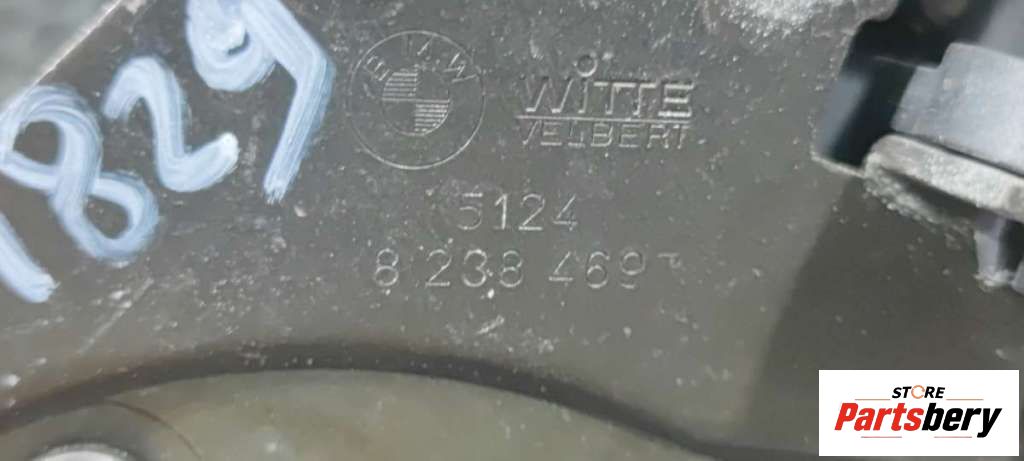 1829
BMW
WITTE
VELBERT
5124
8 238 469
STORE
Partsbery